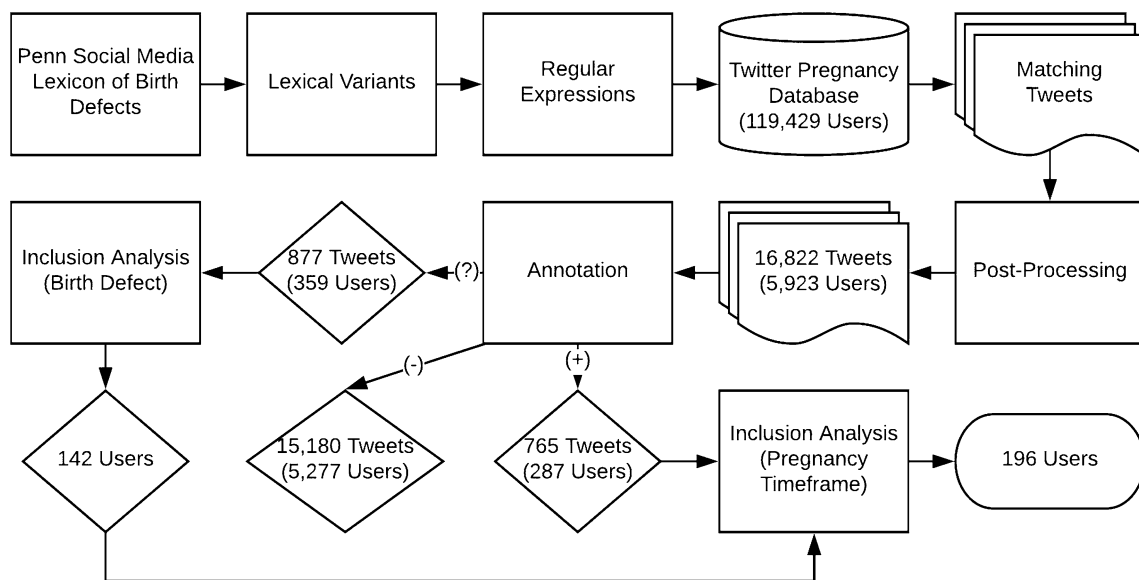 Penn Social Media
Lexicon of Birth
Defects
Lexical Variants
Regular
Expressions
Twitter Pregnancy
Database
(119,429 Users)
Matching
Tweets
Inclusion Analysis
(Birth Defect)
877 Tweets
(359 Users)
(?)
Annotation
16,822 Tweets
(5,923 Users)
Post-Processing
(-)
(+)
142 Users
15,180 Tweets
(5,277 Users)
765 Tweets
(287 Users)
Inclusion Analysis
(Pregnancy
Timeframe)
196 Users